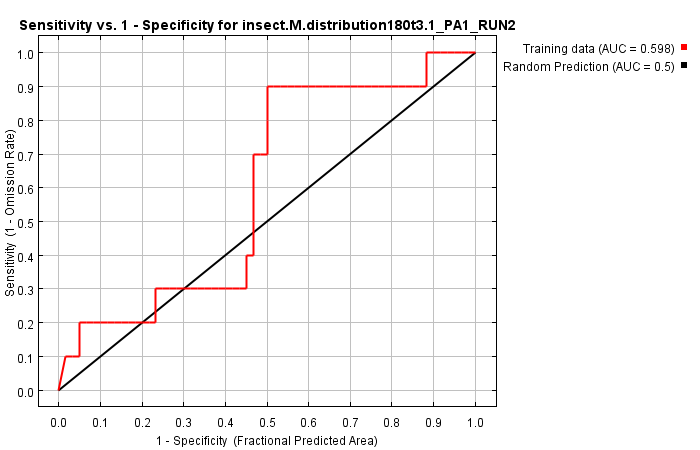 Sensitivity vs. 1 - Specificity for insect.M.distribution180t3.1_PA1_RUN2
Training data (AUC = 0.598)
Random Prediction (AUC = 0.5)
Sensitivity (1 - Omission Rate)
1.0
0.9
0.8
0.7
0.6
0.5
0.4
0.3
0.2
0.1
0.0
0.0 0.1 0.2 0.3 0.4 0.5 0.6 0.7 0.8 0.9 1.0
1 - Specificity (Fractional Predicted Area)